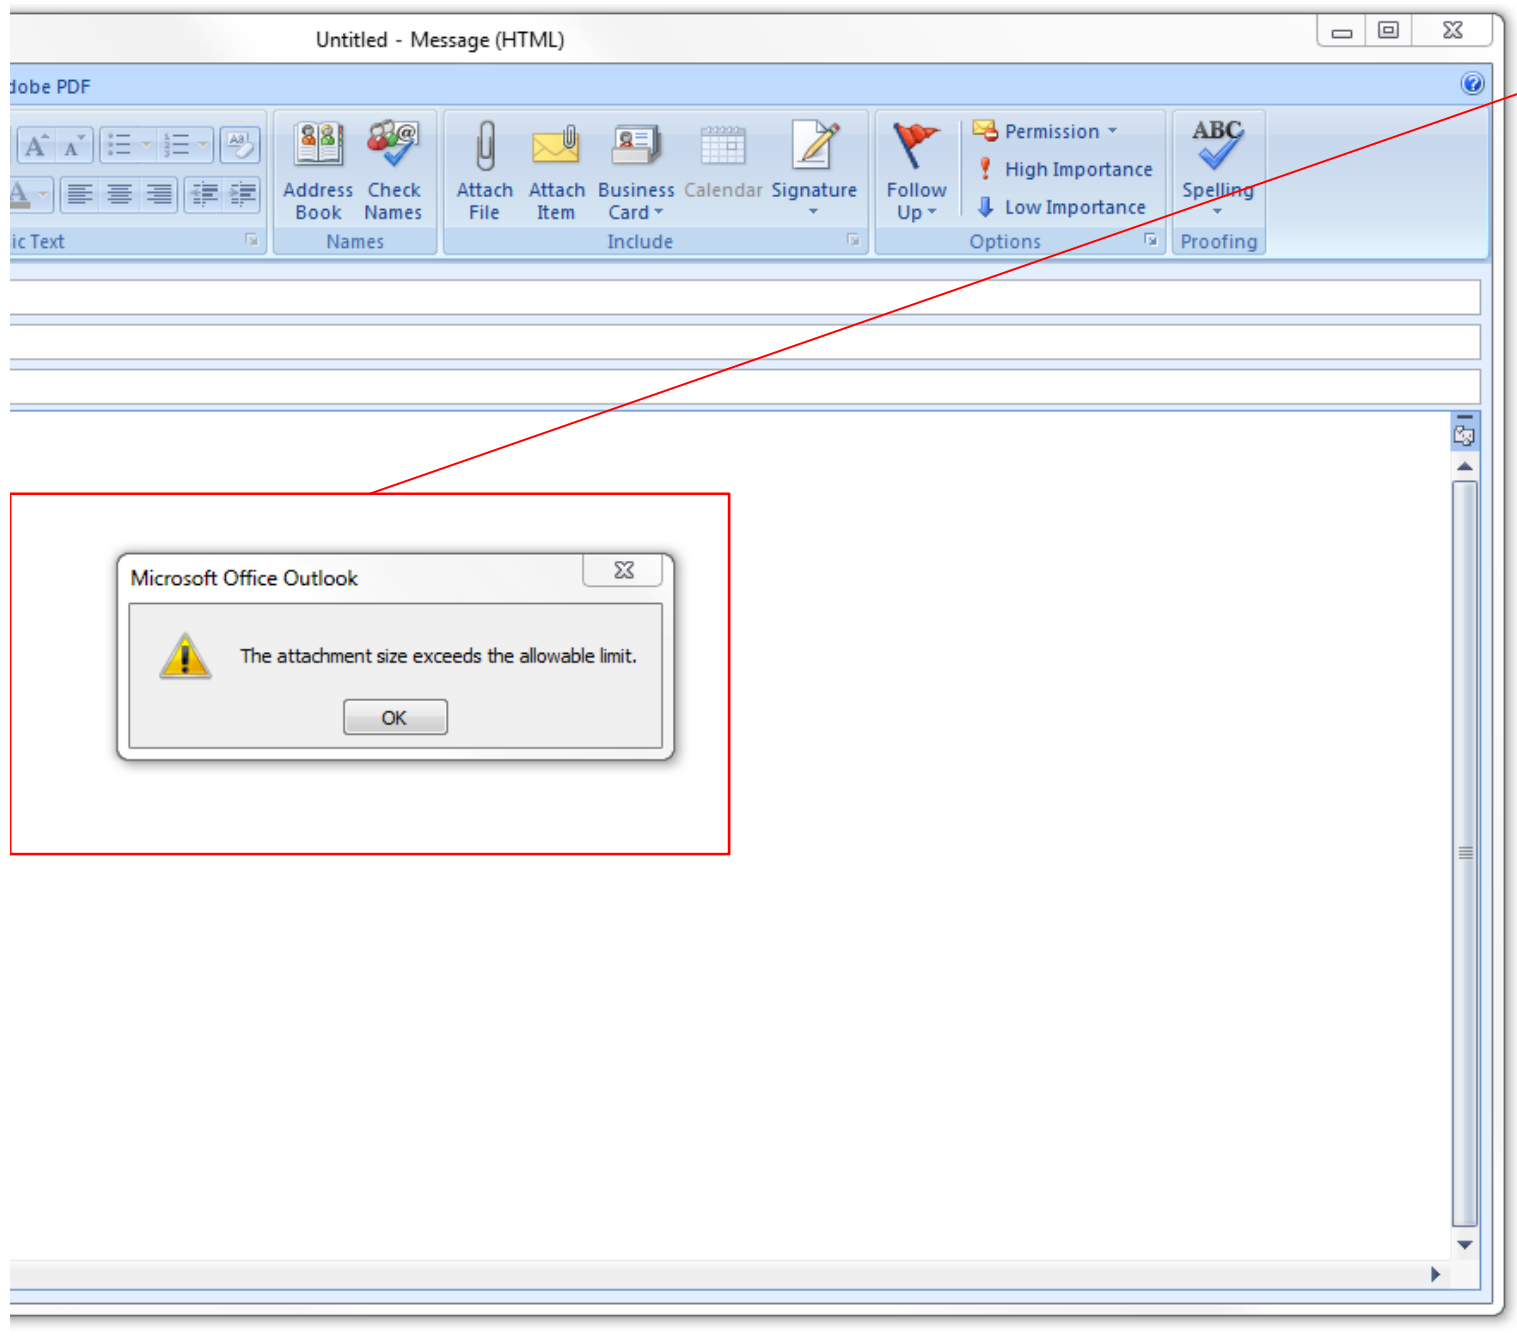 Untitled - Message (HTML)
dobe PDF
Address Book
Check Names
Attach File
Attach Item
Business Card
Calendar
Signature
Follow Up
Permission
High Importance
Low Importance
ABC
Spelling
ic Text
Names
Include
Options
Proofing
Microsoft Office Outlook
The attachment size exceeds the allowable limit.
OK